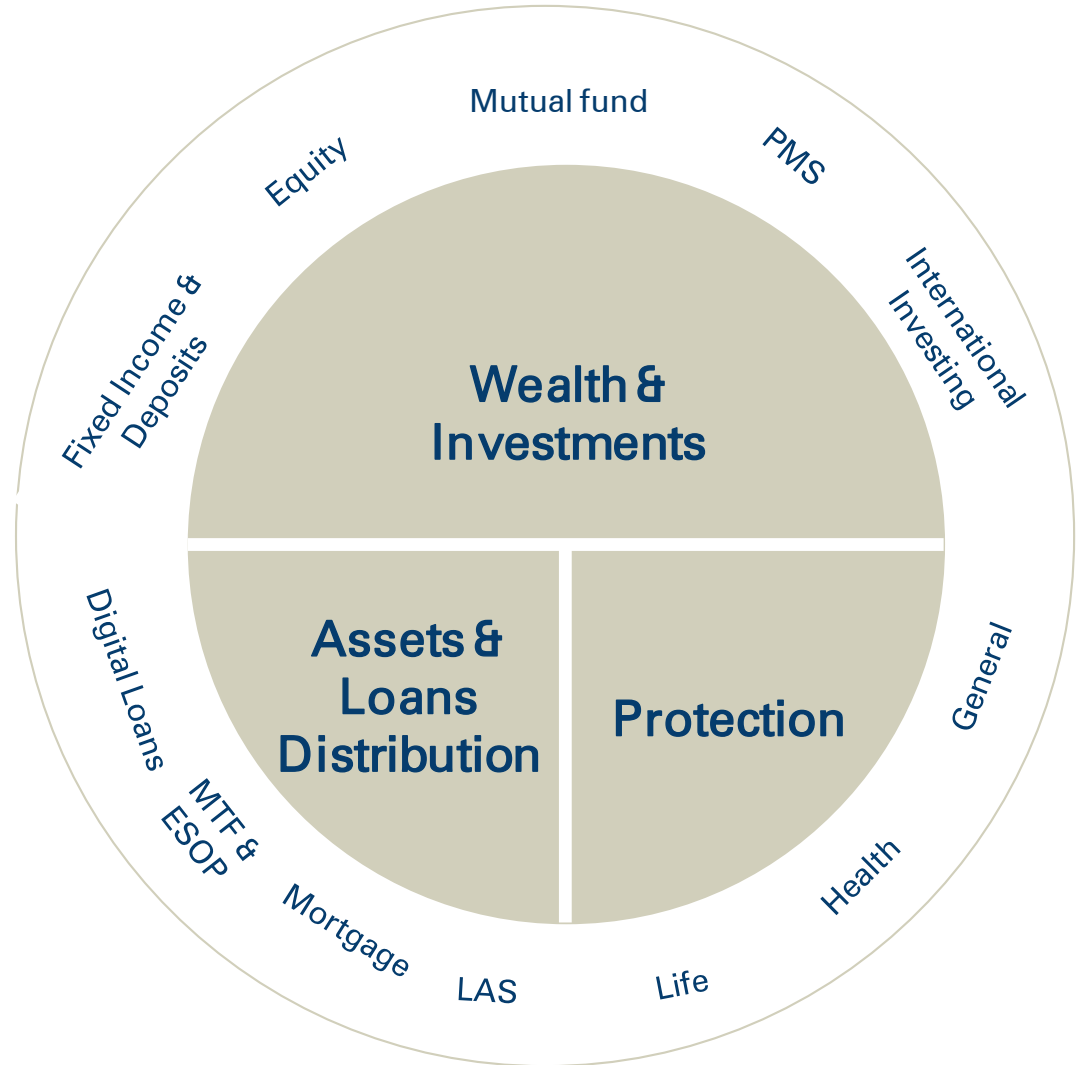 Mutual fund
Equity
PMS
Fixed Income &
Deposits
International
Investing
Wealth &
Investments
Assets &
Loans
Distribution
Protection
Digital Loans
MTF &
ESOP
Mortgage
LAS
Life
Health
General